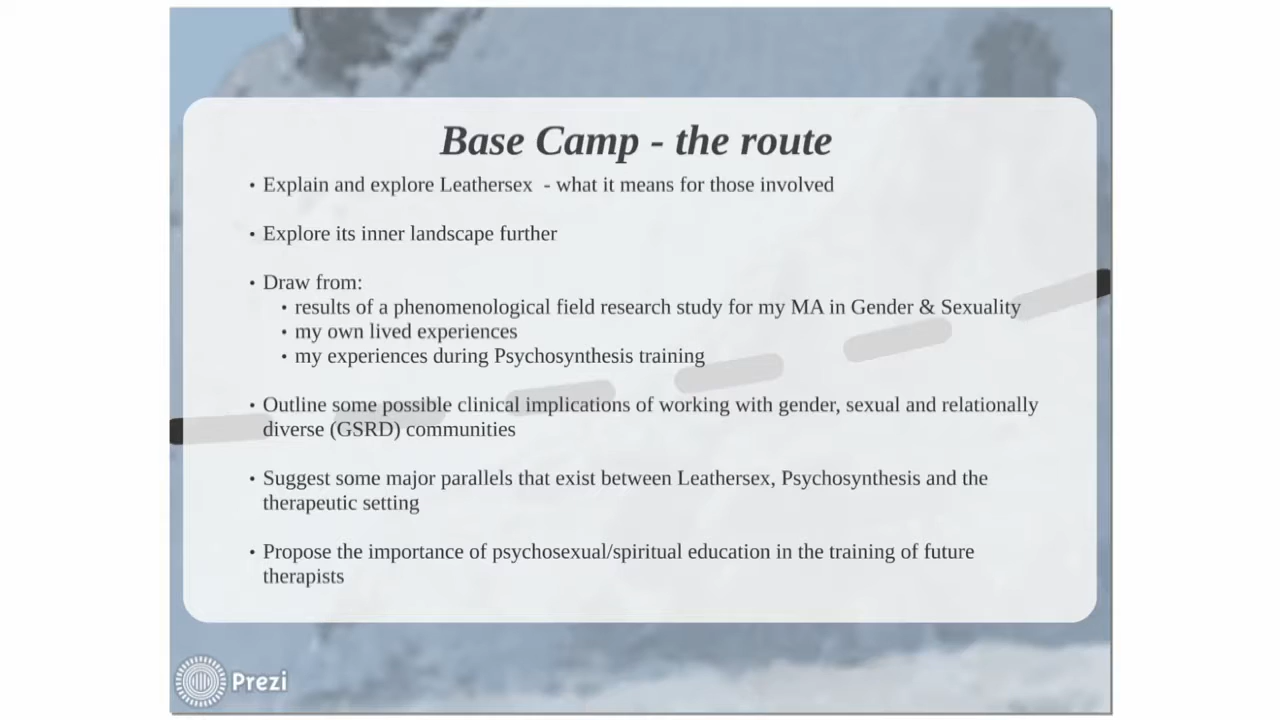 Base Camp - the route
• Explain and explore Leathersex - what it means for those involved
• Explore its inner landscape further
• Draw from:
• results of a phenomenological field research study for my MA in Gender & Sexuality
• my own lived experiences
• my experiences during Psychosynthesis training
• Outline some possible clinical implications of working with gender, sexual and relationally
diverse (GSRD) communities
• Suggest some major parallels that exist between Leathersex, Psychosynthesis and the
therapeutic setting
• Propose the importance of psychosexual/spiritual education in the training of future
therapists
Prezi